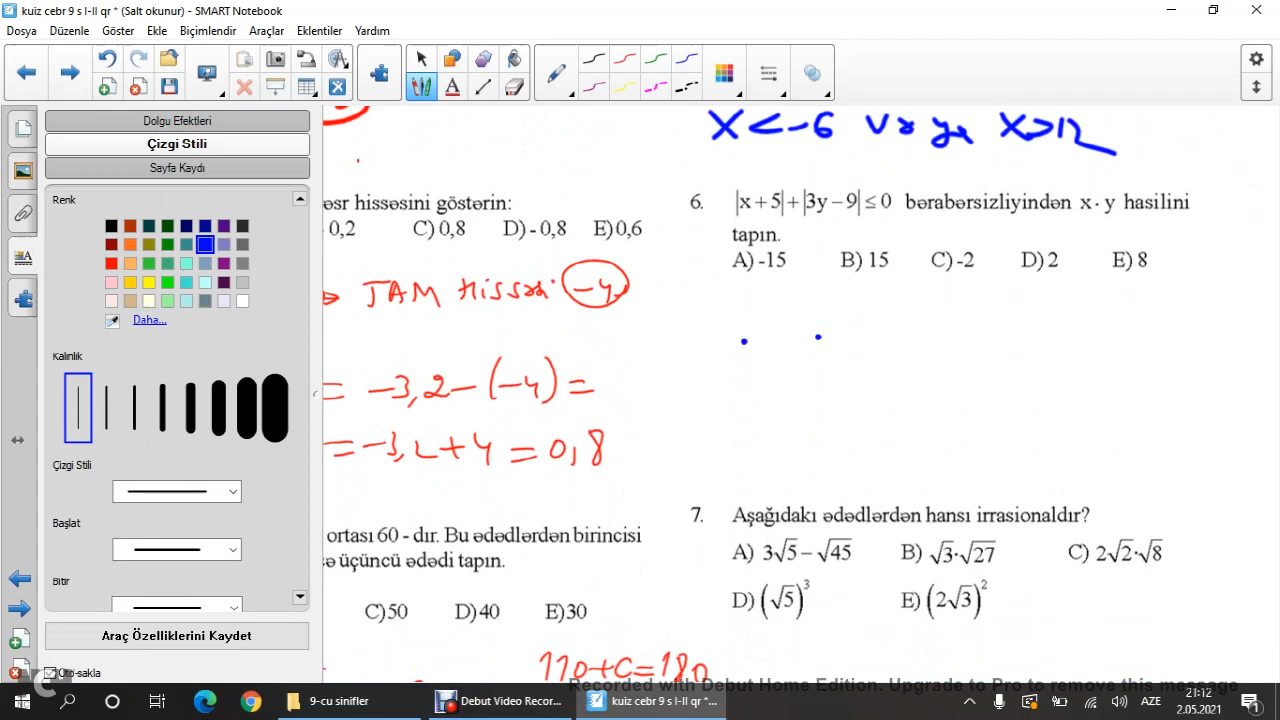 kuiz cebr 9 s I-II qr * (Salt okunur) - SMART Notebook
Dosya Düzenle Göster Ekle Biçimlendir Araçlar Eklentiler Yardım
Dolgu Efektleri
Çizgi Stili
Sayfa Kaydı
Renk
Daha...
Kalınlık
Çizgi Stili
Başlat
Bitir
Araç Özelliklerini Kaydet
Oto-sakla
əsr hissəsini göstərin:
0,2 C) 0,8 D) - 0,8 E) 0,6
TAM Hissəsi -4
= -3,2 - (-4) =
= -3,2 + 4 = 0,8
ortası 60 - dır. Bu ədədlərdən birincisi
ə üçüncü ədədi tapın.
C)50 D)40 E)30
110+C=180
X < -6 və ya X > 12
6. |x + 5| + |3y − 9| ≤ 0 bərabərsizliyindən x · y hasilini
tapın.
A) -15 B) 15 C) -2 D) 2 E) 8
7. Aşağıdakı ədədlərdən hansı irrasionaldır?
A) 3√5 − √45 B) √3·√27 C) 2√2·√8
D) (√5)³ E) (2√3)²
Recorded with Debut Home Edition. Upgrade to Pro to remove this message
9-cu siniflər
Debut Video Recor...
kuiz cebr 9 s I-II qr *...
AZE
21:12
2.05.2021
1